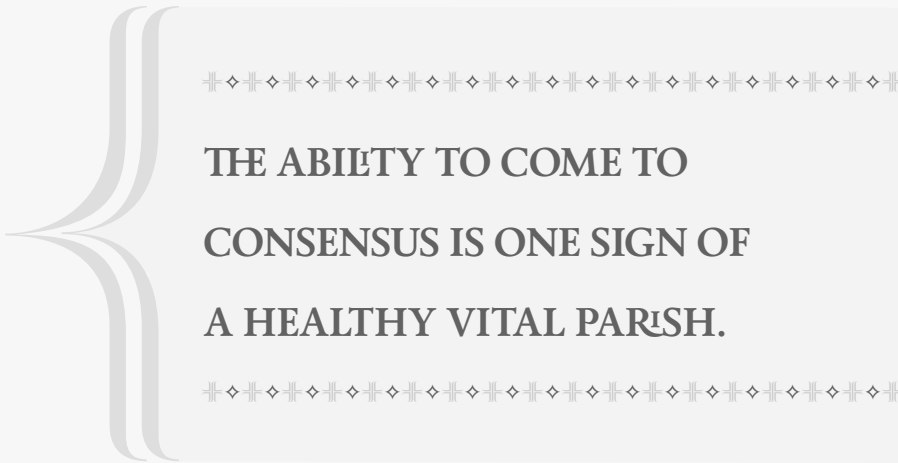 THE ABILITY TO COME TO
CONSENSUS IS ONE SIGN OF
A HEALTHY VITAL PARISH.